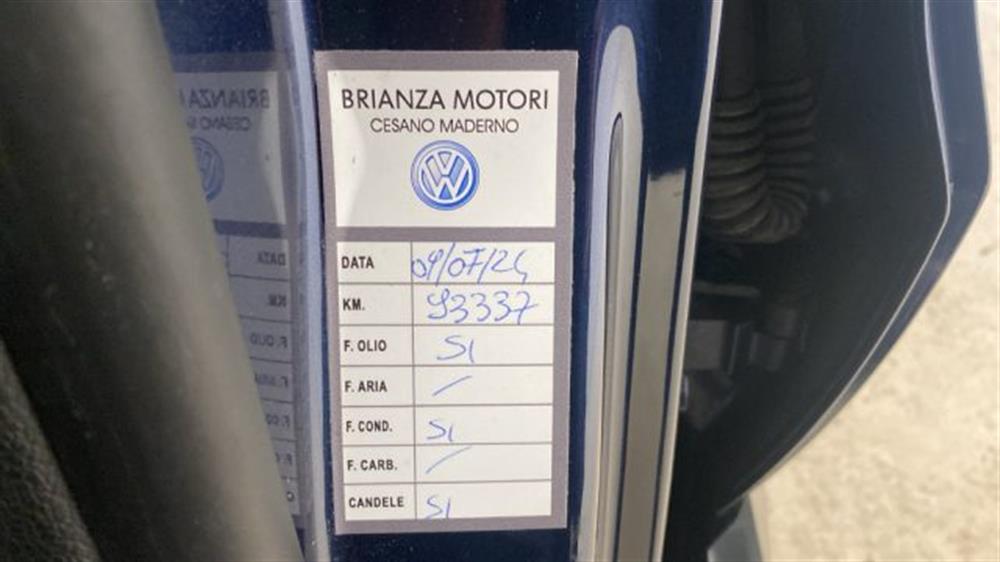 BRIANZA MOTORI
CESANO MADERNO
DATA 09/07/24
KM. 93337
F. OLIO SI
F. ARIA /
F. COND. SI
F. CARB. /
CANDELE SI